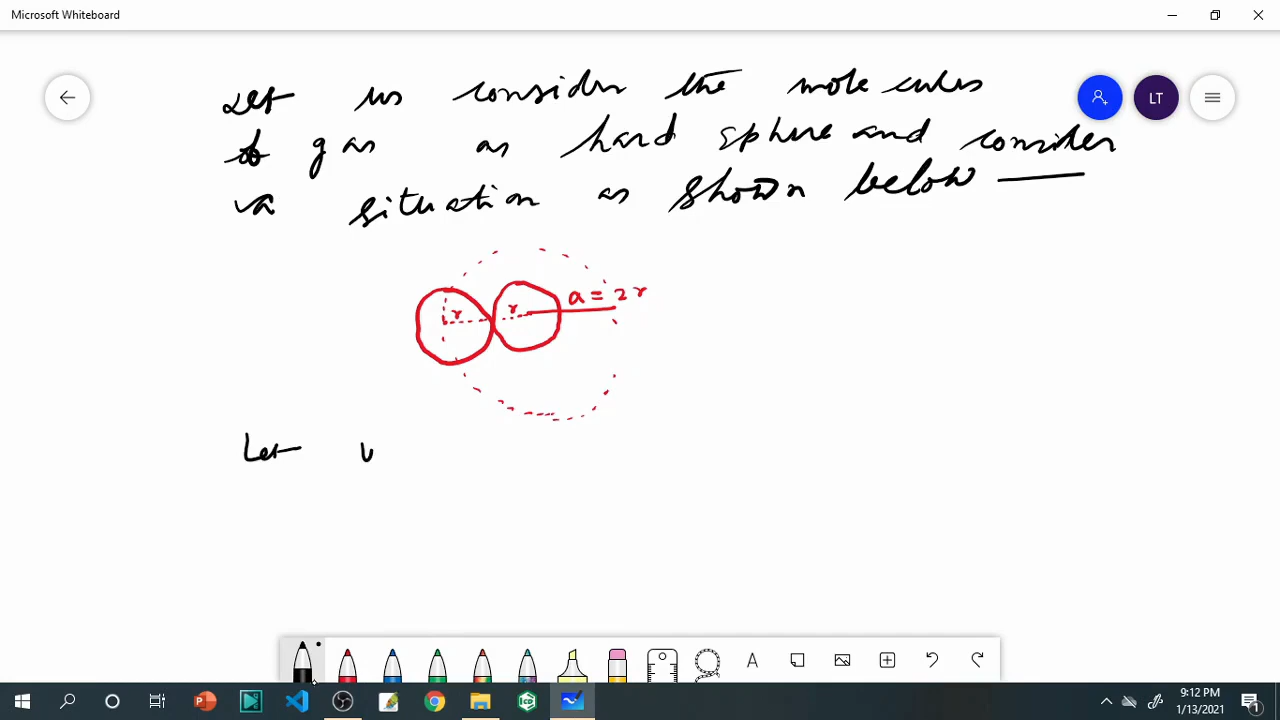 Microsoft Whiteboard
LT
Let us consider the molecules
of gas as hard sphere and consider
a situation as shown below —
a = 2r
r r
Let
A
9:12 PM
1/13/2021